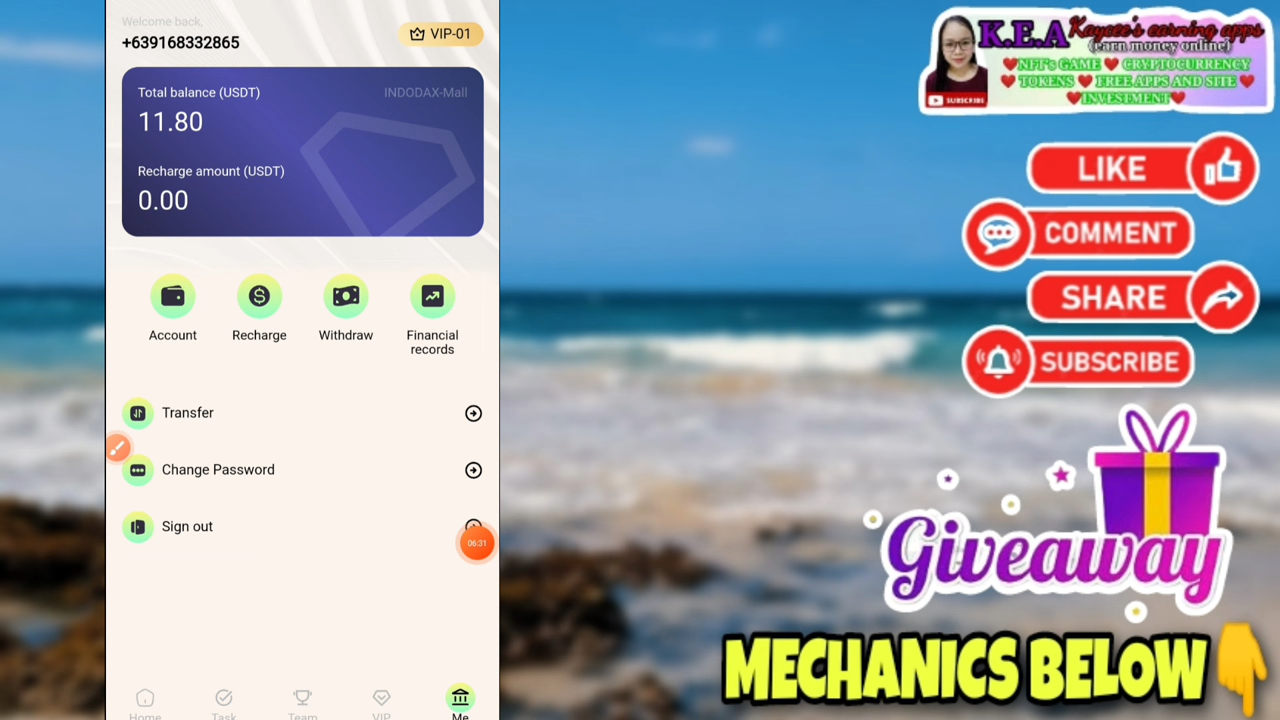 Welcome back,
+639168332865
VIP-01
Total balance (USDT)
INDODAX-Mall
11.80
Recharge amount (USDT)
0.00
Account
Recharge
Withdraw
Financial
records
Transfer
Change Password
Sign out
06:31
Home
Task
Team
VIP
Me
K.E.A Kaycee's earning apps
(earn money online)
❤️NFT's GAME ❤️ CRYPTOCURRENCY
❤️ TOKENS ❤️ FREE APPS AND SITE ❤️
❤️INVESTMENT❤️
SUBSCRIBE
LIKE
COMMENT
SHARE
SUBSCRIBE
Giveaway
MECHANICS BELOW👇